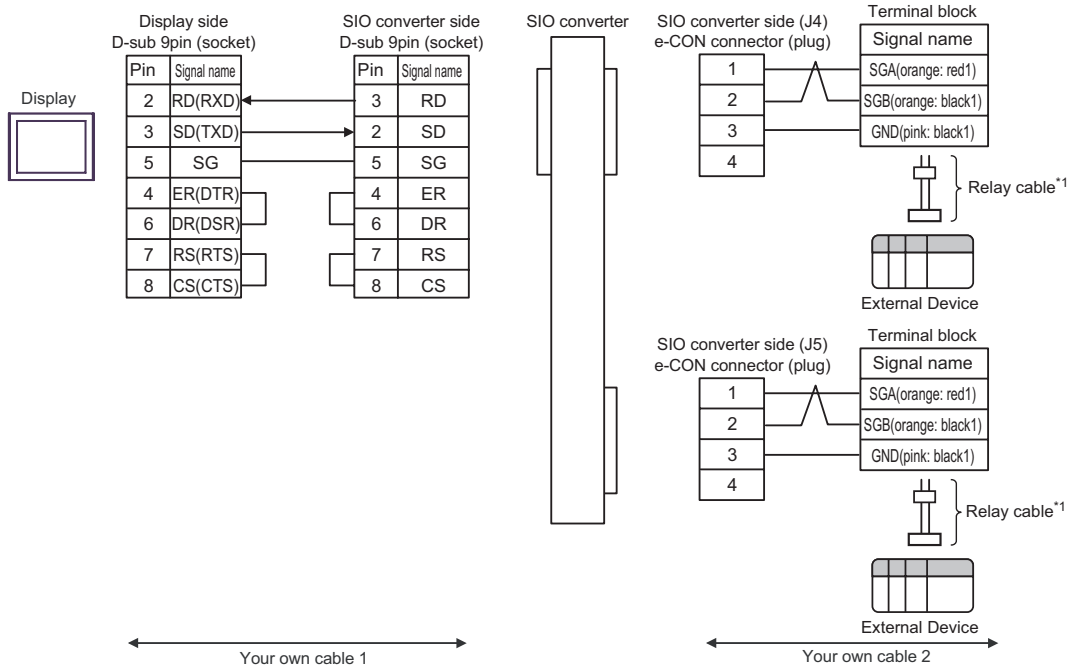 Display
Display side
D-sub 9pin (socket)
Pin Signal name
2 RD(RXD)
3 SD(TXD)
5 SG
4 ER(DTR)
6 DR(DSR)
7 RS(RTS)
8 CS(CTS)
SIO converter side
D-sub 9pin (socket)
Pin Signal name
3 RD
2 SD
5 SG
4 ER
6 DR
7 RS
8 CS
SIO converter
SIO converter side (J4)
e-CON connector (plug)
1
2
3
4
Terminal block
Signal name
SGA(orange: red1)
SGB(orange: black1)
GND(pink: black1)
Relay cable*1
External Device
SIO converter side (J5)
e-CON connector (plug)
1
2
3
4
Terminal block
Signal name
SGA(orange: red1)
SGB(orange: black1)
GND(pink: black1)
Relay cable*1
External Device
Your own cable 1
Your own cable 2